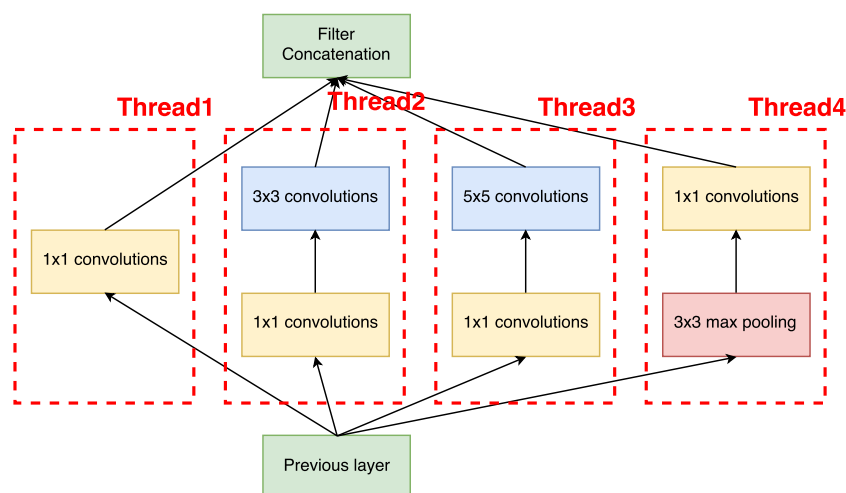 Filter
Concatenation
Thread1
Thread2
Thread3
Thread4
3x3 convolutions
5x5 convolutions
1x1 convolutions
1x1 convolutions
1x1 convolutions
1x1 convolutions
3x3 max pooling
Previous layer